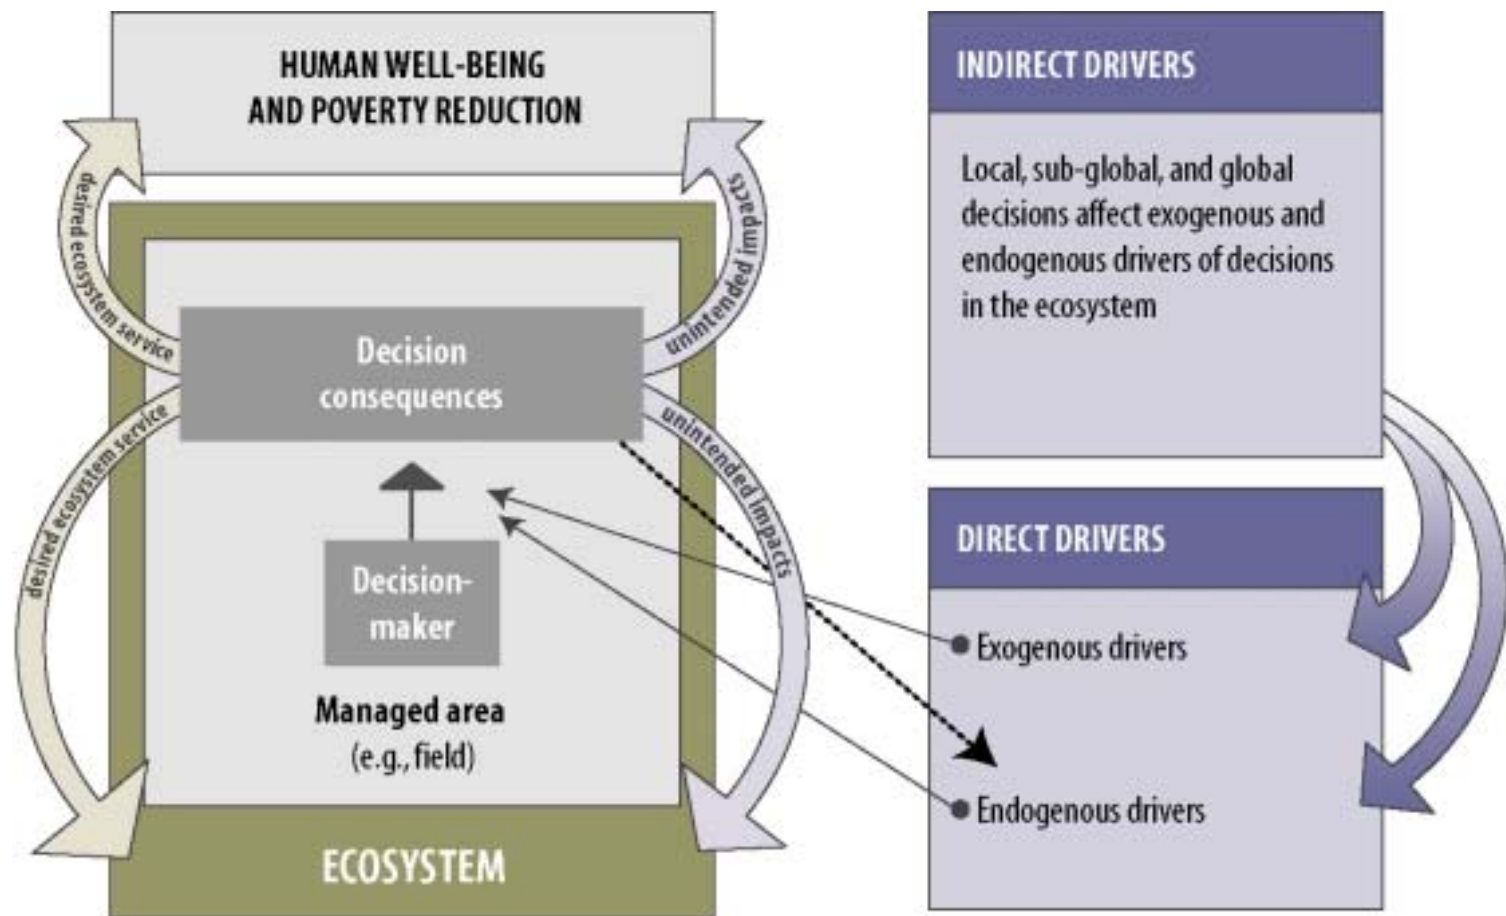 HUMAN WELL-BEING
AND POVERTY REDUCTION
desired ecosystem service
unintended impacts
Decision
consequences
desired ecosystem service
unintended impacts
Decision-
maker
Managed area
(e.g., field)
ECOSYSTEM
INDIRECT DRIVERS
Local, sub-global, and global
decisions affect exogenous and
endogenous drivers of decisions
in the ecosystem
DIRECT DRIVERS
Exogenous drivers
Endogenous drivers